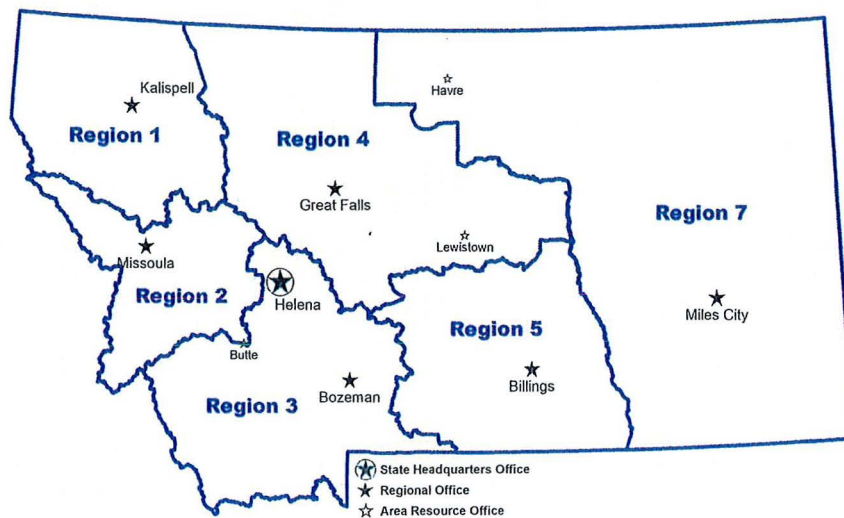 Kalispell
Region 1
Havre
Region 4
Great Falls
Region 7
Lewistown
Missoula
Region 2
Helena
Miles City
Region 5
Butte
Billings
Region 3
Bozeman
State Headquarters Office
Regional Office
Area Resource Office